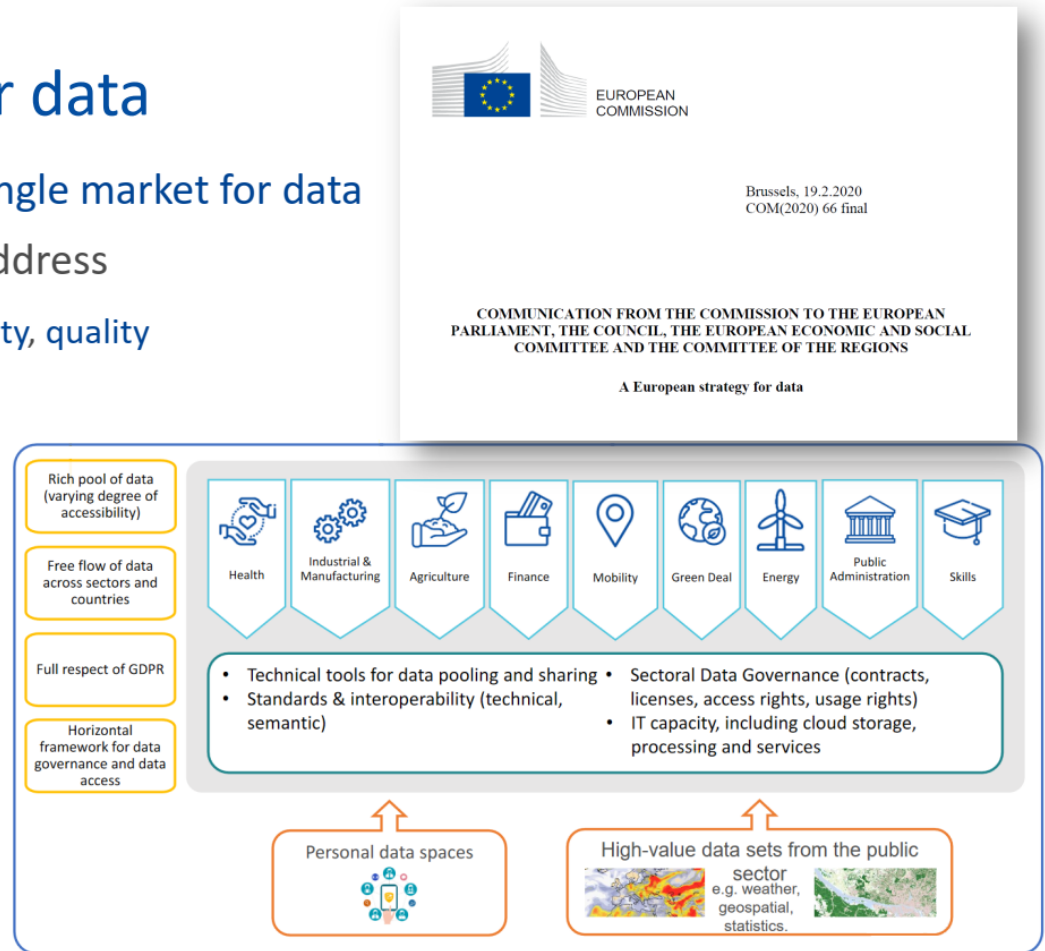 r data
ngle market for data
ddress
ty, quality
EUROPEAN
COMMISSION
Brussels, 19.2.2020
COM(2020) 66 final
COMMUNICATION FROM THE COMMISSION TO THE EUROPEAN
PARLIAMENT, THE COUNCIL, THE EUROPEAN ECONOMIC AND SOCIAL
COMMITTEE AND THE COMMITTEE OF THE REGIONS
A European strategy for data
Rich pool of data
(varying degree of
accessibility)
Free flow of data
across sectors and
countries
Full respect of GDPR
Horizontal
framework for data
governance and data
access
Health
Industrial &
Manufacturing
Agriculture
Finance
Mobility
Green Deal
Energy
Public
Administration
Skills
• Technical tools for data pooling and sharing
• Standards & interoperability (technical,
semantic)
• Sectoral Data Governance (contracts,
licenses, access rights, usage rights)
• IT capacity, including cloud storage,
processing and services
Personal data spaces
High-value data sets from the public
sector
e.g. weather,
geospatial,
statistics.